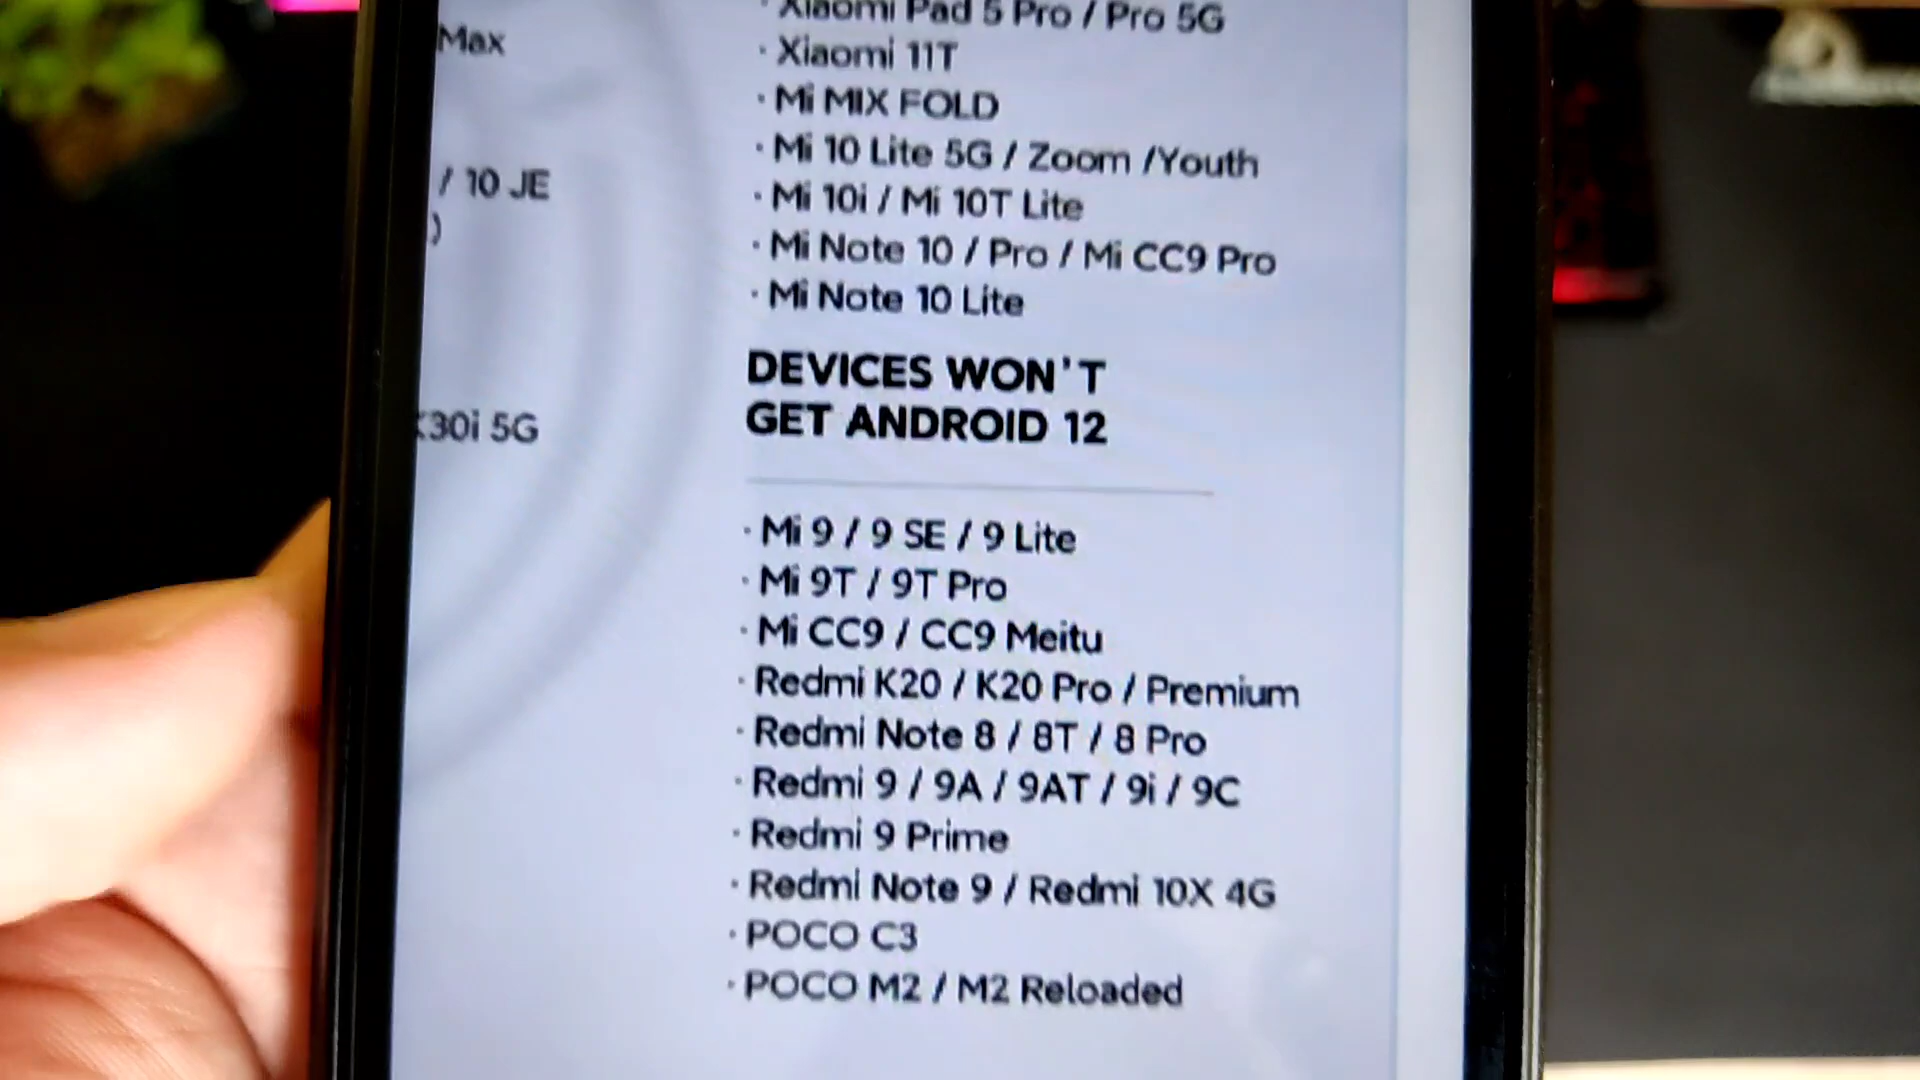 Max
/ 10 JE
)
K30i 5G
· Xiaomi Pad 5 Pro / Pro 5G
· Xiaomi 11T
· Mi MIX FOLD
· Mi 10 Lite 5G / Zoom /Youth
· Mi 10i / Mi 10T Lite
· Mi Note 10 / Pro / Mi CC9 Pro
· Mi Note 10 Lite
DEVICES WON'T
GET ANDROID 12
· Mi 9 / 9 SE / 9 Lite
· Mi 9T / 9T Pro
· Mi CC9 / CC9 Meitu
· Redmi K20 / K20 Pro / Premium
· Redmi Note 8 / 8T / 8 Pro
· Redmi 9 / 9A / 9AT / 9i / 9C
· Redmi 9 Prime
· Redmi Note 9 / Redmi 10X 4G
· POCO C3
· POCO M2 / M2 Reloaded